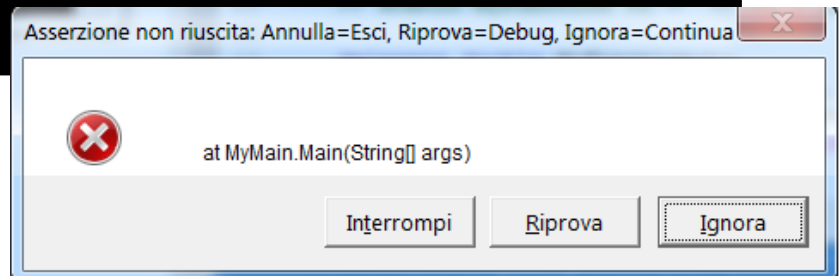 Asserzione non riuscita: Annulla=Esci, Riprova=Debug, Ignora=Continua
at MyMain.Main(String[] args)
Interrompi Riprova Ignora